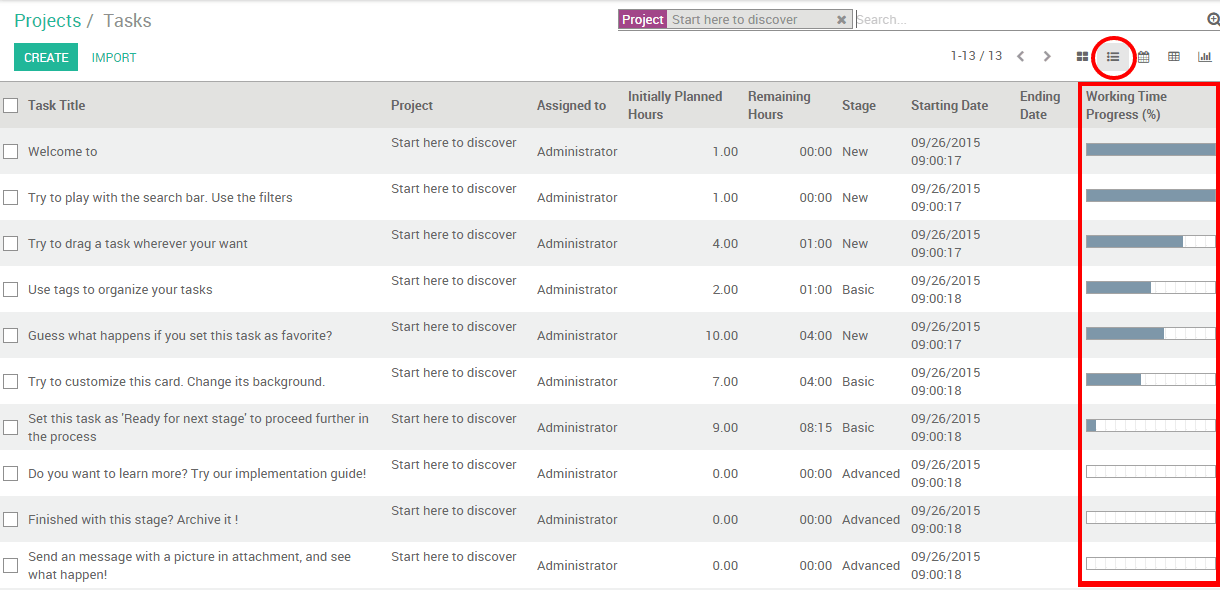 Projects / Tasks
Project Start here to discover ✖ Search...
CREATE IMPORT
1-13 / 13
Task Title Project Assigned to Initially Planned Hours Remaining Hours Stage Starting Date Ending Date Working Time Progress (%)
Welcome to Start here to discover Administrator 1.00 00:00 New 09/26/2015 09:00:17
Try to play with the search bar. Use the filters Start here to discover Administrator 1.00 00:00 New 09/26/2015 09:00:17
Try to drag a task wherever your want Start here to discover Administrator 4.00 01:00 New 09/26/2015 09:00:17
Use tags to organize your tasks Start here to discover Administrator 2.00 01:00 Basic 09/26/2015 09:00:18
Guess what happens if you set this task as favorite? Start here to discover Administrator 10.00 04:00 New 09/26/2015 09:00:17
Try to customize this card. Change its background. Start here to discover Administrator 7.00 04:00 Basic 09/26/2015 09:00:18
Set this task as 'Ready for next stage' to proceed further in the process Start here to discover Administrator 9.00 08:15 Basic 09/26/2015 09:00:18
Do you want to learn more? Try our implementation guide! Start here to discover Administrator 0.00 00:00 Advanced 09/26/2015 09:00:18
Finished with this stage? Archive it ! Start here to discover Administrator 0.00 00:00 Advanced 09/26/2015 09:00:18
Send an message with a picture in attachment, and see what happen! Start here to discover Administrator 0.00 00:00 Advanced 09/26/2015 09:00:18